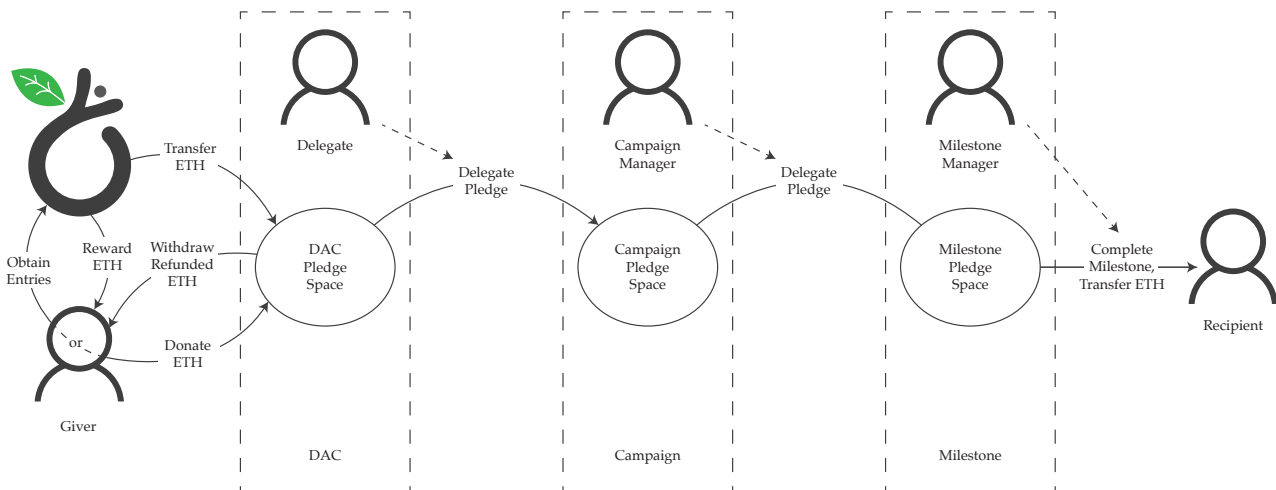 Transfer
ETH
Delegate
Delegate
Pledge
Campaign
Manager
Delegate
Pledge
Milestone
Manager
Obtain
Entries
Reward
ETH
Withdraw
Refunded
ETH
DAC
Pledge
Space
Campaign
Pledge
Space
Milestone
Pledge
Space
Complete
Milestone,
Transfer ETH
Recipient
or
Donate
ETH
Giver
DAC
Campaign
Milestone